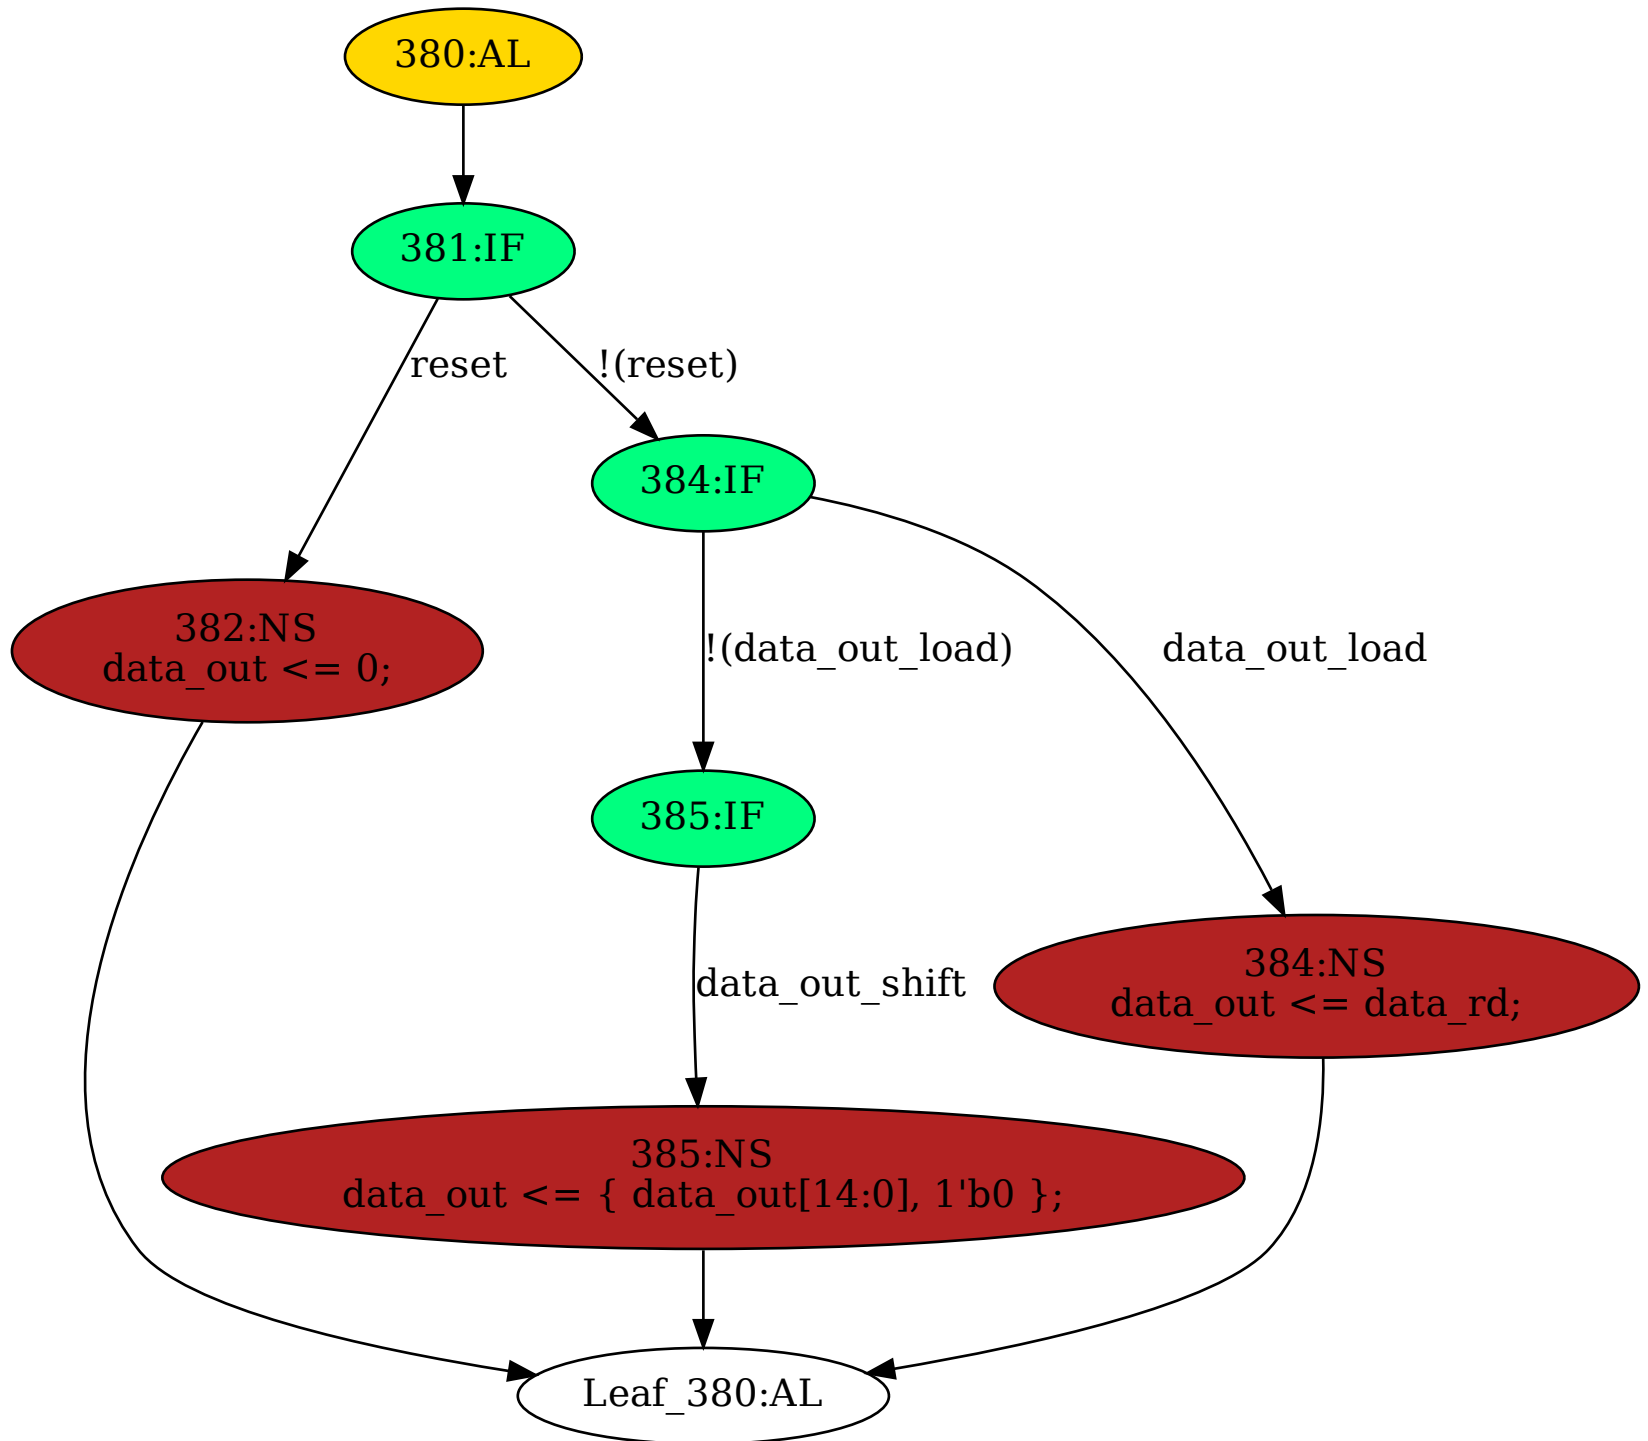 380:AL
381:IF
reset
!(reset)
384:IF
382:NS
data_out <= 0;
!(data_out_load)
data_out_load
385:IF
384:NS
data_out <= data_rd;
data_out_shift
385:NS
data_out <= { data_out[14:0], 1'b0 };
Leaf_380:AL